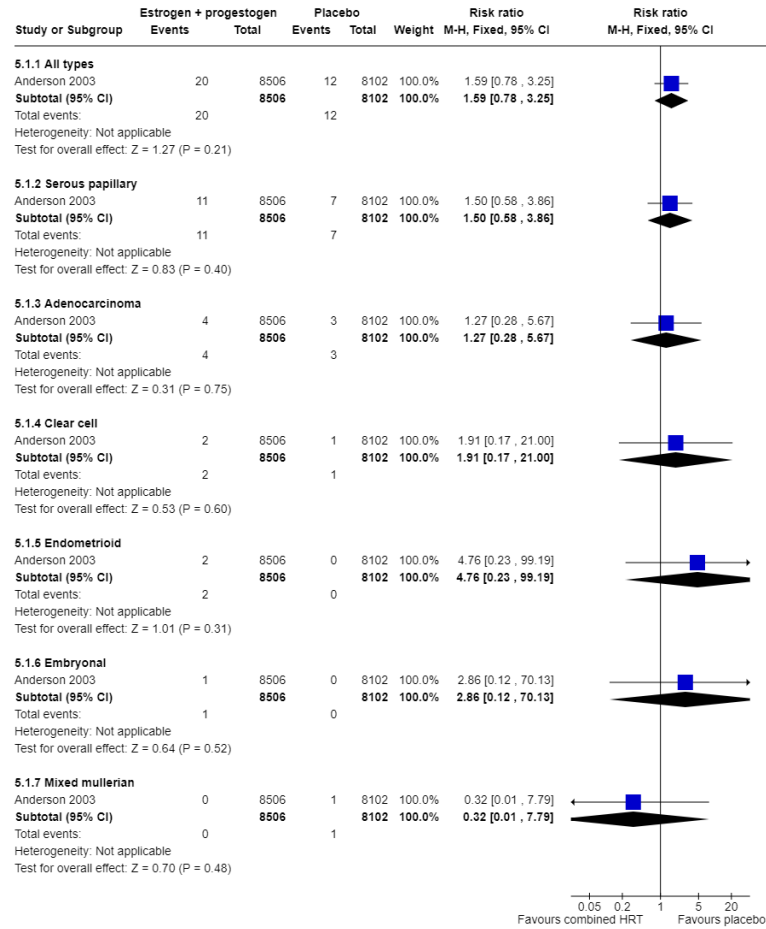 Estrogen + progestogen Placebo Risk ratio Risk ratio
Study or Subgroup Events Total Events Total Weight M-H, Fixed, 95% CI M-H, Fixed, 95% CI
5.1.1 All types
Anderson 2003 20 8506 12 8102 100.0% 1.59 [0.78 , 3.25]
Subtotal (95% CI) 8506 8102 100.0% 1.59 [0.78 , 3.25]
Total events: 20 12
Heterogeneity: Not applicable
Test for overall effect: Z = 1.27 (P = 0.21)
5.1.2 Serous papillary
Anderson 2003 11 8506 7 8102 100.0% 1.50 [0.58 , 3.86]
Subtotal (95% CI) 8506 8102 100.0% 1.50 [0.58 , 3.86]
Total events: 11 7
Heterogeneity: Not applicable
Test for overall effect: Z = 0.83 (P = 0.40)
5.1.3 Adenocarcinoma
Anderson 2003 4 8506 3 8102 100.0% 1.27 [0.28 , 5.67]
Subtotal (95% CI) 8506 8102 100.0% 1.27 [0.28 , 5.67]
Total events: 4 3
Heterogeneity: Not applicable
Test for overall effect: Z = 0.31 (P = 0.75)
5.1.4 Clear cell
Anderson 2003 2 8506 1 8102 100.0% 1.91 [0.17 , 21.00]
Subtotal (95% CI) 8506 8102 100.0% 1.91 [0.17 , 21.00]
Total events: 2 1
Heterogeneity: Not applicable
Test for overall effect: Z = 0.53 (P = 0.60)
5.1.5 Endometrioid
Anderson 2003 2 8506 0 8102 100.0% 4.76 [0.23 , 99.19]
Subtotal (95% CI) 8506 8102 100.0% 4.76 [0.23 , 99.19]
Total events: 2 0
Heterogeneity: Not applicable
Test for overall effect: Z = 1.01 (P = 0.31)
5.1.6 Embryonal
Anderson 2003 1 8506 0 8102 100.0% 2.86 [0.12 , 70.13]
Subtotal (95% CI) 8506 8102 100.0% 2.86 [0.12 , 70.13]
Total events: 1 0
Heterogeneity: Not applicable
Test for overall effect: Z = 0.64 (P = 0.52)
5.1.7 Mixed mullerian
Anderson 2003 0 8506 1 8102 100.0% 0.32 [0.01 , 7.79]
Subtotal (95% CI) 8506 8102 100.0% 0.32 [0.01 , 7.79]
Total events: 0 1
Heterogeneity: Not applicable
Test for overall effect: Z = 0.70 (P = 0.48)
0.05 0.2 1 5 20
Favours combined HRT Favours placebo